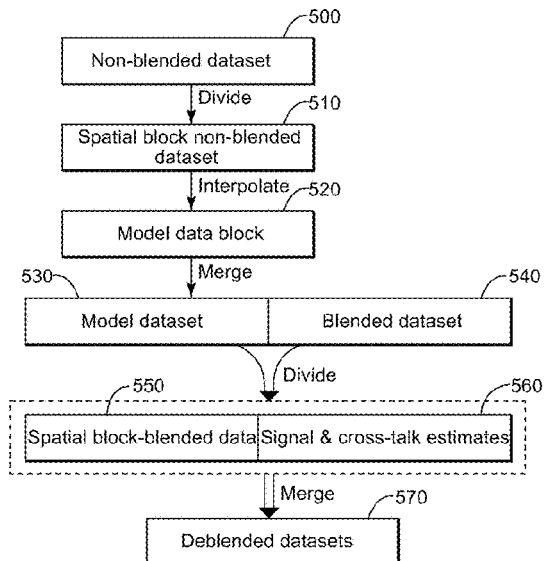 500
Non-blended dataset
Divide
510
Spatial block non-blended
dataset
Interpolate
520
Model data block
Merge
530
540
Model dataset
Blended dataset
Divide
550
560
Spatial block-blended data
Signal & cross-talk estimates
Merge
570
Deblended datasets